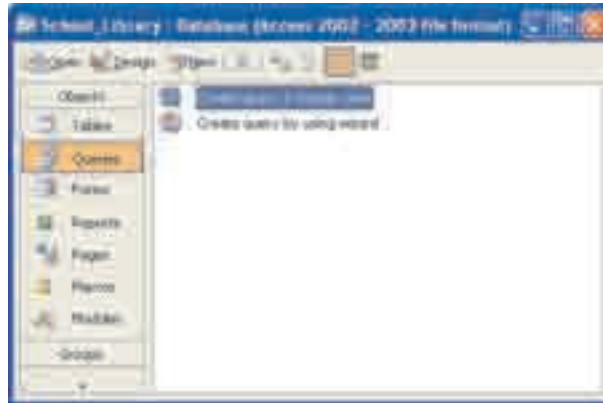 School_Library : Database (Access 2002 - 2003 file format)
Open Design New
Objects
Tables
Queries
Forms
Reports
Pages
Macros
Modules
Groups
Create query in Design view
Create query by using wizard